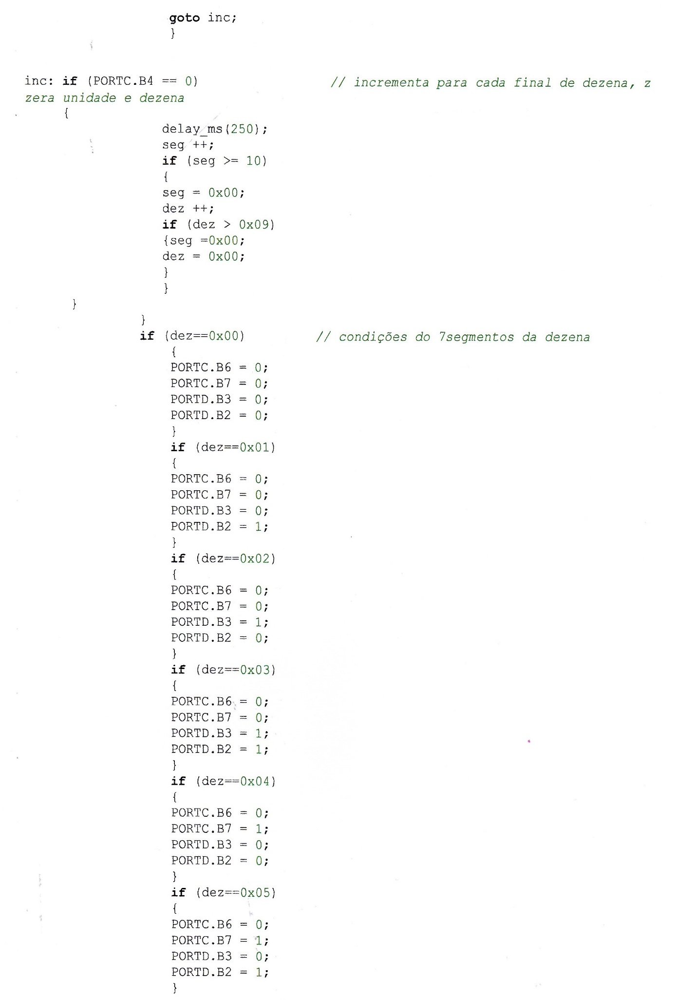 goto inc;
}
inc: if (PORTC.B4 == 0) // incrementa para cada final de dezena, z
zera unidade e dezena
{
delay_ms(250);
seg ++;
if (seg >= 10)
{
seg = 0x00;
dez ++;
if (dez > 0x09)
{seg =0x00;
dez = 0x00;
}
}
}
}
if (dez==0x00) // condições do 7segmentos da dezena
{
PORTC.B6 = 0;
PORTC.B7 = 0;
PORTD.B3 = 0;
PORTD.B2 = 0;
}
if (dez==0x01)
{
PORTC.B6 = 0;
PORTC.B7 = 0;
PORTD.B3 = 0;
PORTD.B2 = 1;
}
if (dez==0x02)
{
PORTC.B6 = 0;
PORTC.B7 = 0;
PORTD.B3 = 1;
PORTD.B2 = 0;
}
if (dez==0x03)
{
PORTC.B6 = 0;
PORTC.B7 = 0;
PORTD.B3 = 1;
PORTD.B2 = 1;
}
if (dez==0x04)
{
PORTC.B6 = 0;
PORTC.B7 = 1;
PORTD.B3 = 0;
PORTD.B2 = 0;
}
if (dez==0x05)
{
PORTC.B6 = 0;
PORTC.B7 = 1;
PORTD.B3 = 0;
PORTD.B2 = 1;
}